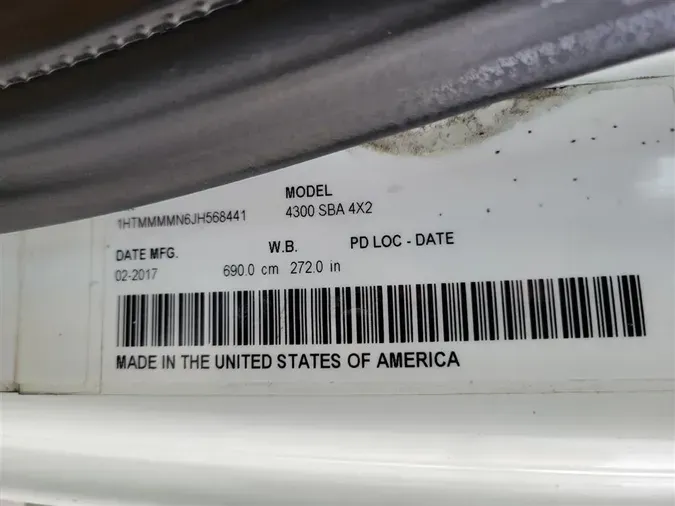 MODEL
1HTMMMMN6JH568441 4300 SBA 4X2
DATE MFG. W.B. PD LOC - DATE
02-2017 690.0 cm 272.0 in
MADE IN THE UNITED STATES OF AMERICA